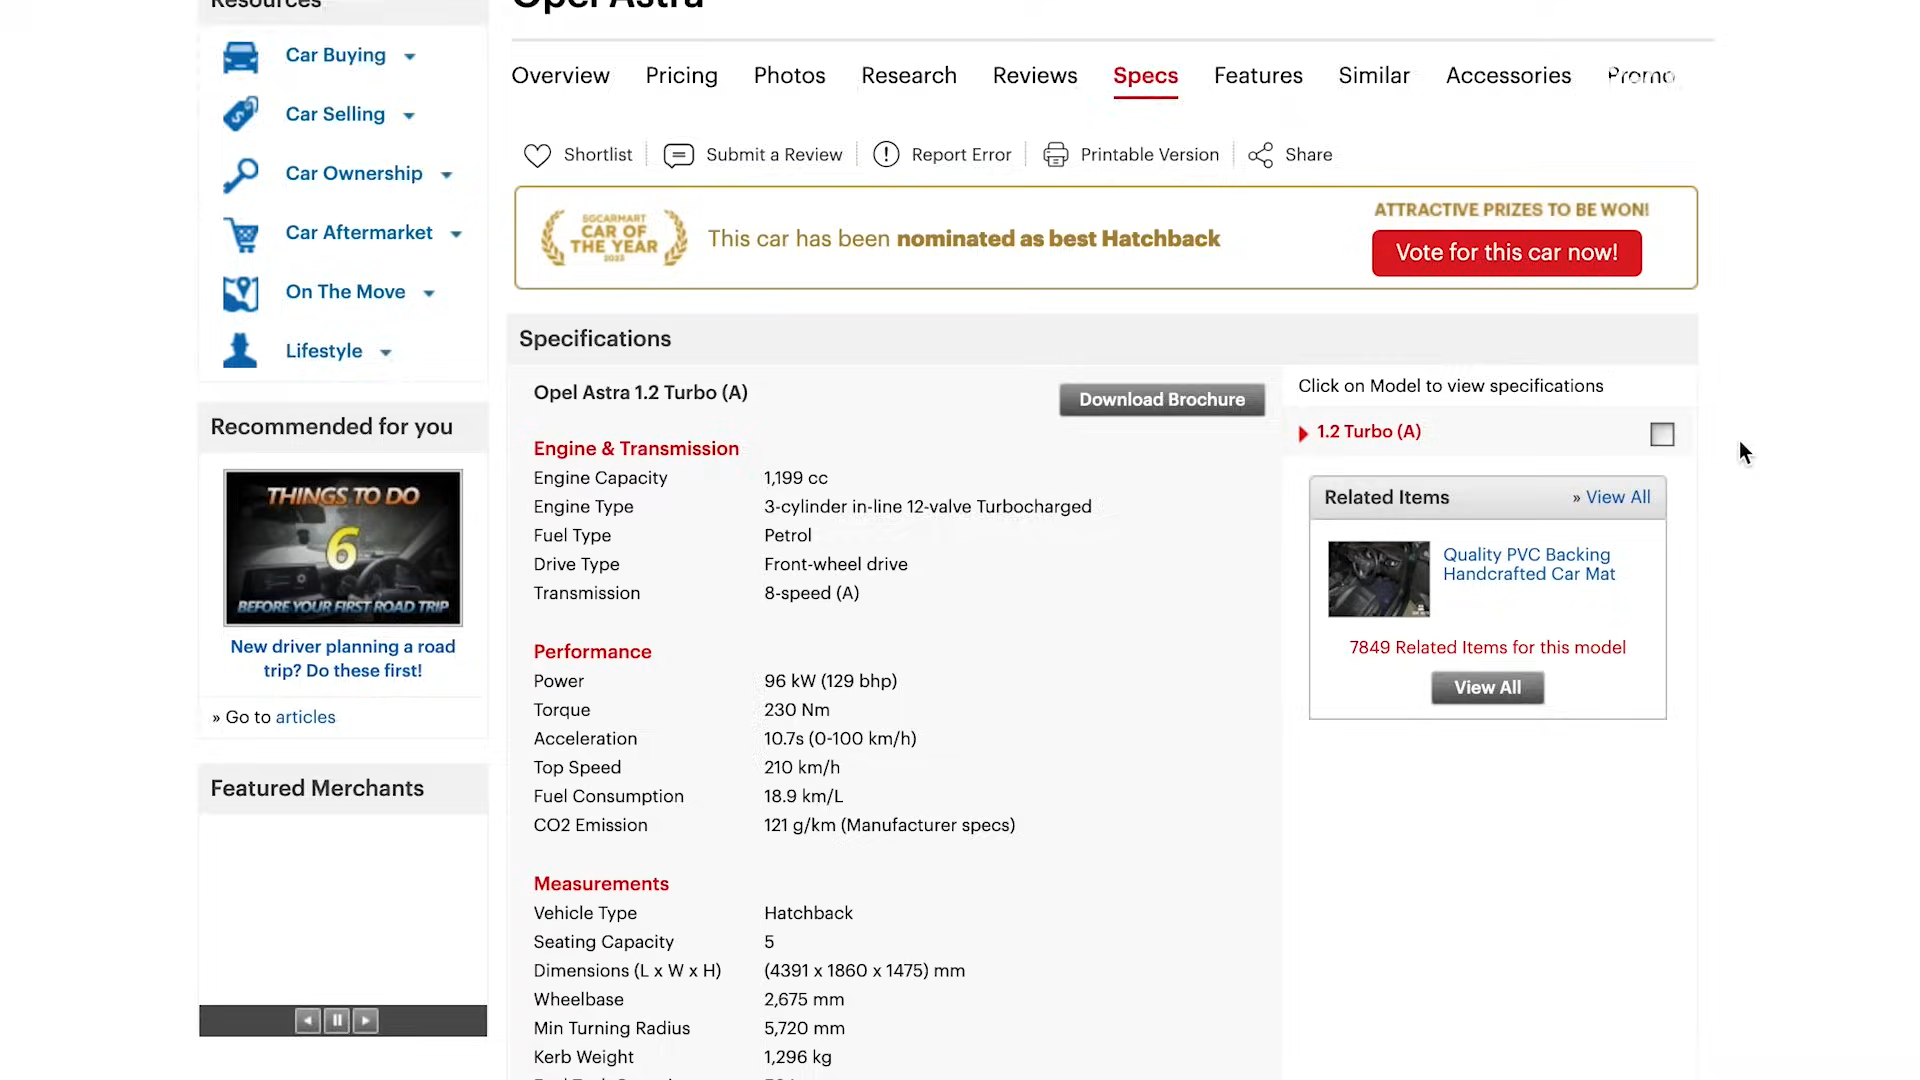 Resources
Car Buying
Car Selling
Car Ownership
Car Aftermarket
On The Move
Lifestyle
Recommended for you
THINGS TO DO
6
BEFORE YOUR FIRST ROAD TRIP
New driver planning a road
trip? Do these first!
» Go to articles
Featured Merchants
Opel Astra
Overview Pricing Photos Research Reviews Specs Features Similar Accessories Promo
Shortlist Submit a Review Report Error Printable Version Share
SGCARMART
CAR OF
THE YEAR
This car has been nominated as best Hatchback
ATTRACTIVE PRIZES TO BE WON!
Vote for this car now!
Specifications
Opel Astra 1.2 Turbo (A)
Download Brochure
Engine & Transmission
Engine Capacity 1,199 cc
Engine Type 3-cylinder in-line 12-valve Turbocharged
Fuel Type Petrol
Drive Type Front-wheel drive
Transmission 8-speed (A)
Performance
Power 96 kW (129 bhp)
Torque 230 Nm
Acceleration 10.7s (0-100 km/h)
Top Speed 210 km/h
Fuel Consumption 18.9 km/L
CO2 Emission 121 g/km (Manufacturer specs)
Measurements
Vehicle Type Hatchback
Seating Capacity 5
Dimensions (L x W x H) (4391 x 1860 x 1475) mm
Wheelbase 2,675 mm
Min Turning Radius 5,720 mm
Kerb Weight 1,296 kg
Click on Model to view specifications
1.2 Turbo (A)
Related Items » View All
Quality PVC Backing
Handcrafted Car Mat
7849 Related Items for this model
View All